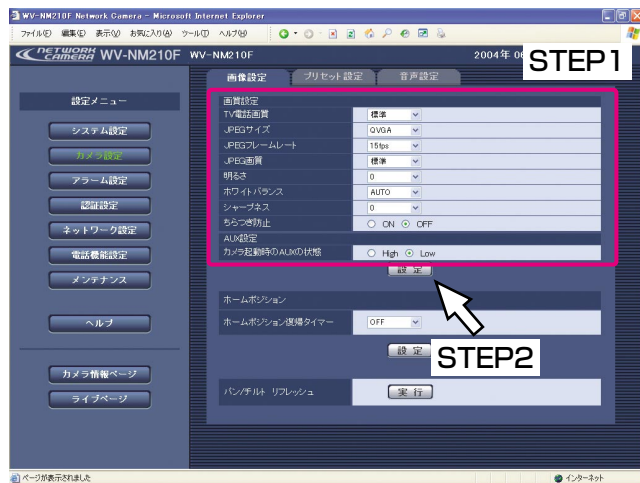 WV-NM210F Network Camera - Microsoft Internet Explorer
ファイル(F) 編集(E) 表示(V) お気に入り(A) ツール(T) ヘルプ(H)
NETWORK CAMERA WV-NM210F WV-NM210F 2004年
STEP1
画像設定 プリセット設定 音声設定
設定メニュー
システム設定
カメラ設定
アラーム設定
認証設定
ネットワーク設定
電話機能設定
メンテナンス
ヘルプ
カメラ情報ページ
ライブページ
画質設定
TV電話画質 標準
JPEGサイズ QVGA
JPEGフレームレート 15fps
JPEG画質 標準
明るさ 0
ホワイトバランス AUTO
シャープネス 0
ちらつき防止 ON OFF
AUX設定
カメラ起動時のAUXの状態 High Low
設定
ホームポジション
ホームポジション復帰タイマー OFF
設定
STEP2
パン/チルト リフレッシュ 実行
ページが表示されました インターネット